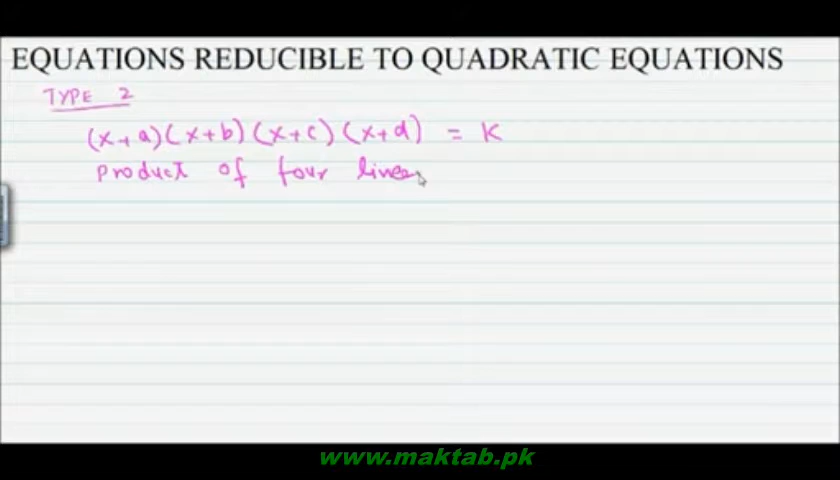 EQUATIONS REDUCIBLE TO QUADRATIC EQUATIONS
TYPE 2
(x+a)(x+b)(x+c)(x+d) = K
product of four linear
www.maktab.pk